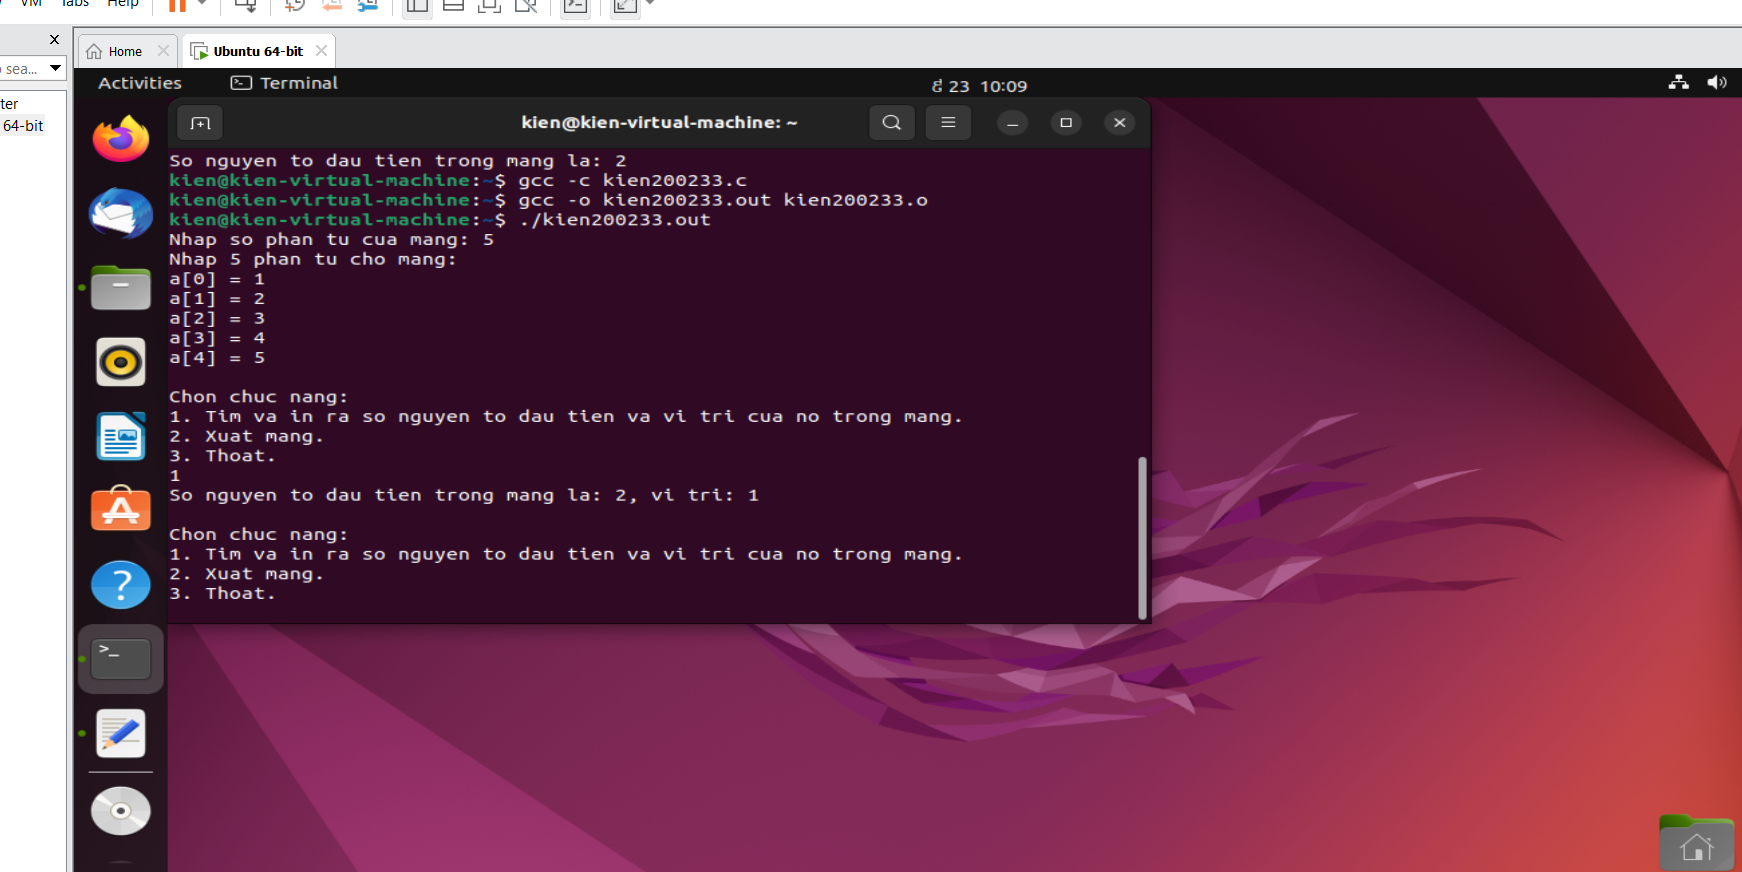 VM Tabs Help
Home
Ubuntu 64-bit
sea...
ter
64-bit
Activities
Terminal
23 10:09
kien@kien-virtual-machine: ~
So nguyen to dau tien trong mang la: 2
kien@kien-virtual-machine:~$ gcc -c kien200233.c
kien@kien-virtual-machine:~$ gcc -o kien200233.out kien200233.o
kien@kien-virtual-machine:~$ ./kien200233.out
Nhap so phan tu cua mang: 5
Nhap 5 phan tu cho mang:
a[0] = 1
a[1] = 2
a[2] = 3
a[3] = 4
a[4] = 5
Chon chuc nang:
1. Tim va in ra so nguyen to dau tien va vi tri cua no trong mang.
2. Xuat mang.
3. Thoat.
1
So nguyen to dau tien trong mang la: 2, vi tri: 1
Chon chuc nang:
1. Tim va in ra so nguyen to dau tien va vi tri cua no trong mang.
2. Xuat mang.
3. Thoat.